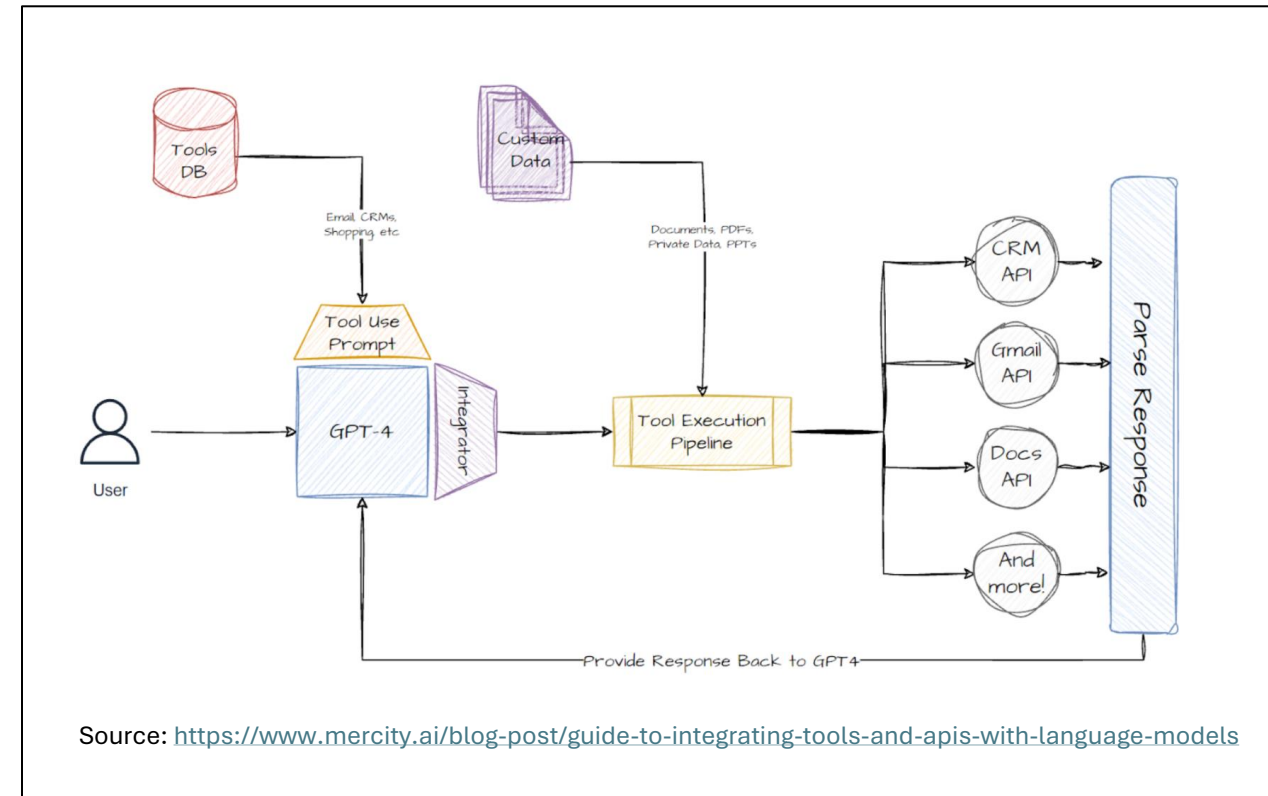 Tools
DB
Custom
Data
Email, CRMs,
Shopping, etc
Documents, PDFs,
Private Data, PPTs
Tool Use
Prompt
User
GPT-4
Integrator
Tool Execution
Pipeline
CRM
API
Gmail
API
Docs
API
And
more!
Parse Response
Provide Response Back to GPT4
Source: https://www.mercity.ai/blog-post/guide-to-integrating-tools-and-apis-with-language-models